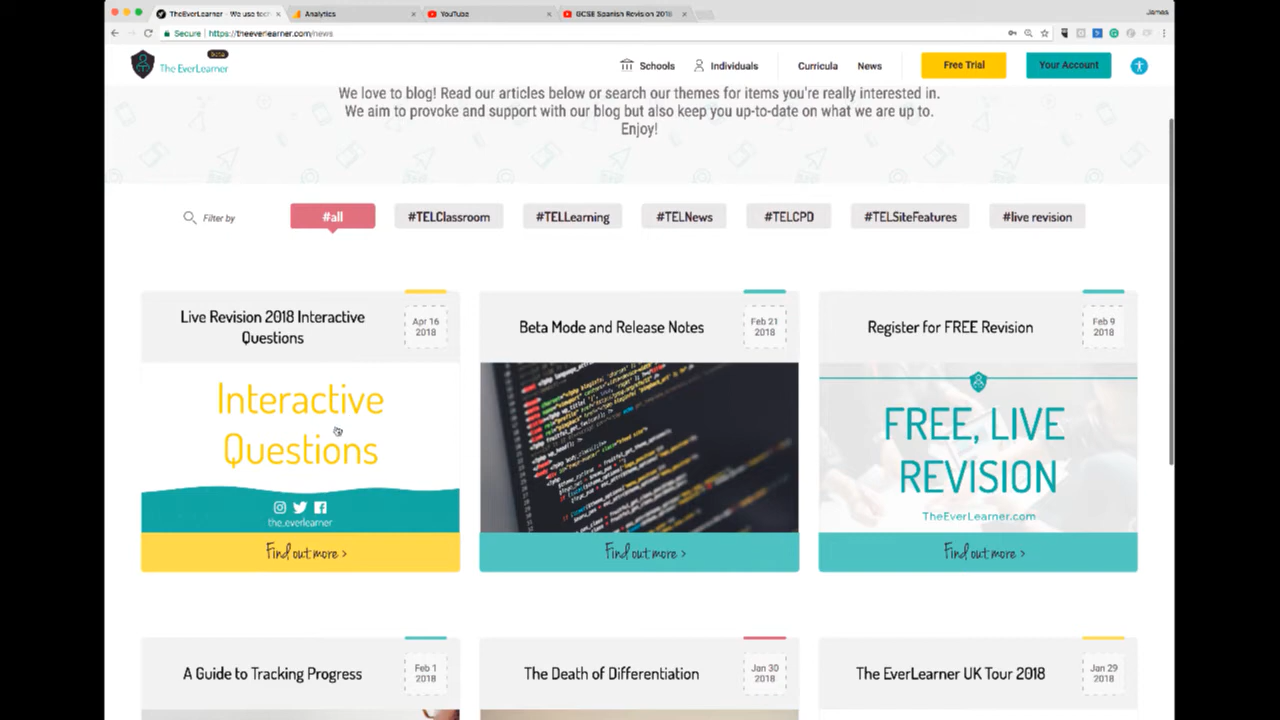 TheEverLearner - We use tec
Analytics
YouTube
GCSE Spanish Revision 2018
James
Secure
https://theeverlearner.com/news
beta
The EverLearner
Schools
Individuals
Curricula
News
Free Trial
Your Account
We love to blog! Read our articles below or search our themes for items you're really interested in.
We aim to provoke and support with our blog but also keep you up-to-date on what we are up to.
Enjoy!
Filter by
#all
#TELClassroom
#TELLearning
#TELNews
#TELCPD
#TELSiteFeatures
#live revision
Live Revision 2018 Interactive
Questions
Apr 16
2018
Interactive
Questions
the_everlearner
Find out more >
Beta Mode and Release Notes
Feb 21
2018
Find out more >
Register for FREE Revision
Feb 9
2018
FREE, LIVE
REVISION
TheEverLearner.com
Find out more >
A Guide to Tracking Progress
Feb 1
2018
The Death of Differentiation
Jan 30
2018
The EverLearner UK Tour 2018
Jan 29
2018